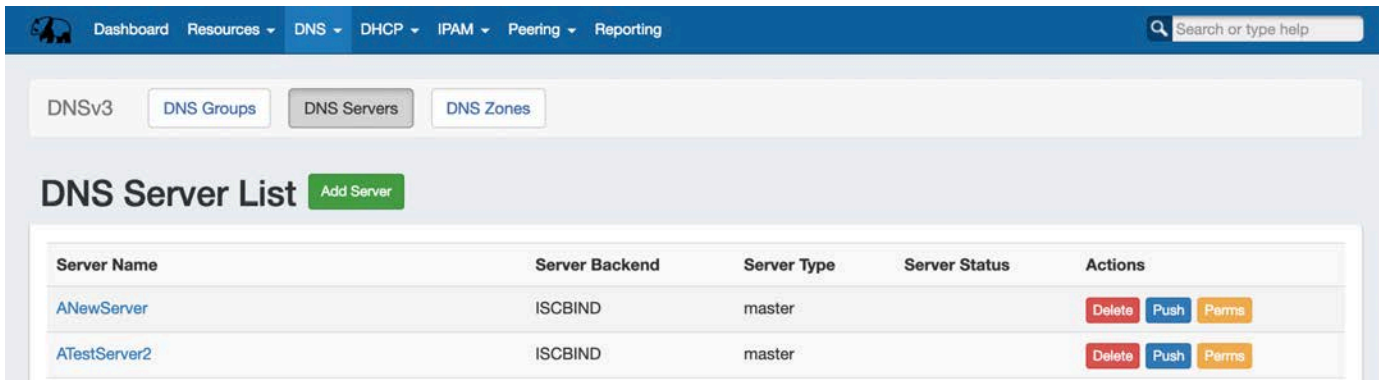 Dashboard Resources DNS DHCP IPAM Peering Reporting Search or type help
DNSv3 DNS Groups DNS Servers DNS Zones
DNS Server List Add Server
Server Name Server Backend Server Type Server Status Actions
ANewServer ISCBIND master Delete Push Perms
ATestServer2 ISCBIND master Delete Push Perms